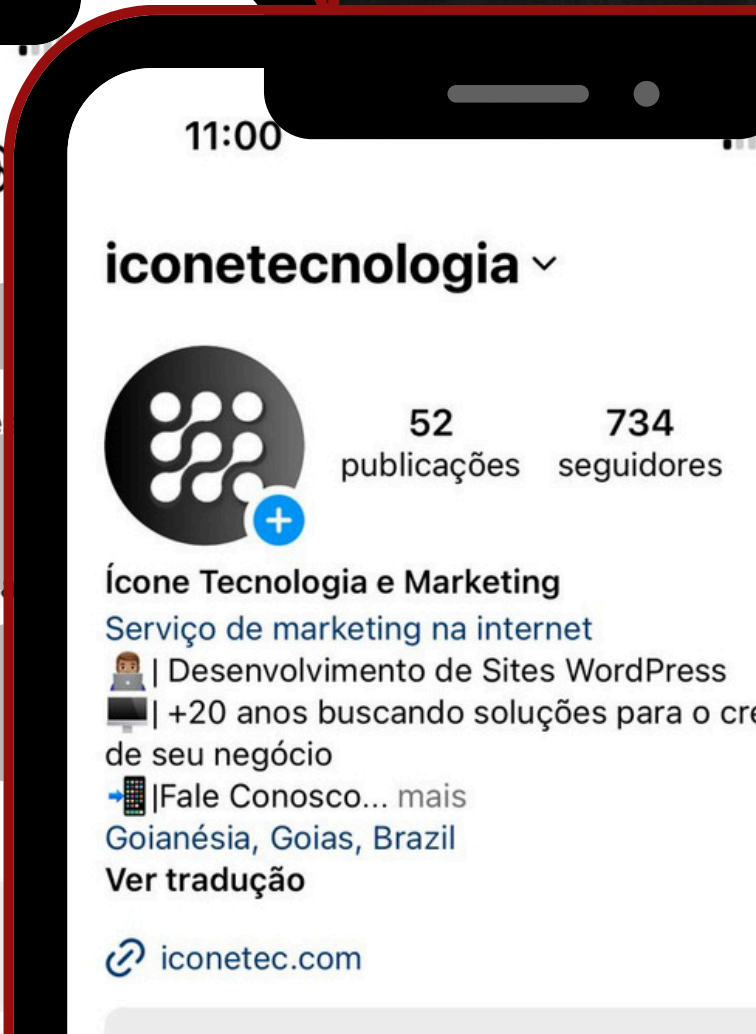 11:00
iconetecnologia
52 734
publicações seguidores
Ícone Tecnologia e Marketing
Serviço de marketing na internet
| Desenvolvimento de Sites WordPress
| +20 anos buscando soluções para o
de seu negócio
|Fale Conosco... mais
Goianésia, Goias, Brazil
Ver tradução
iconetec.com